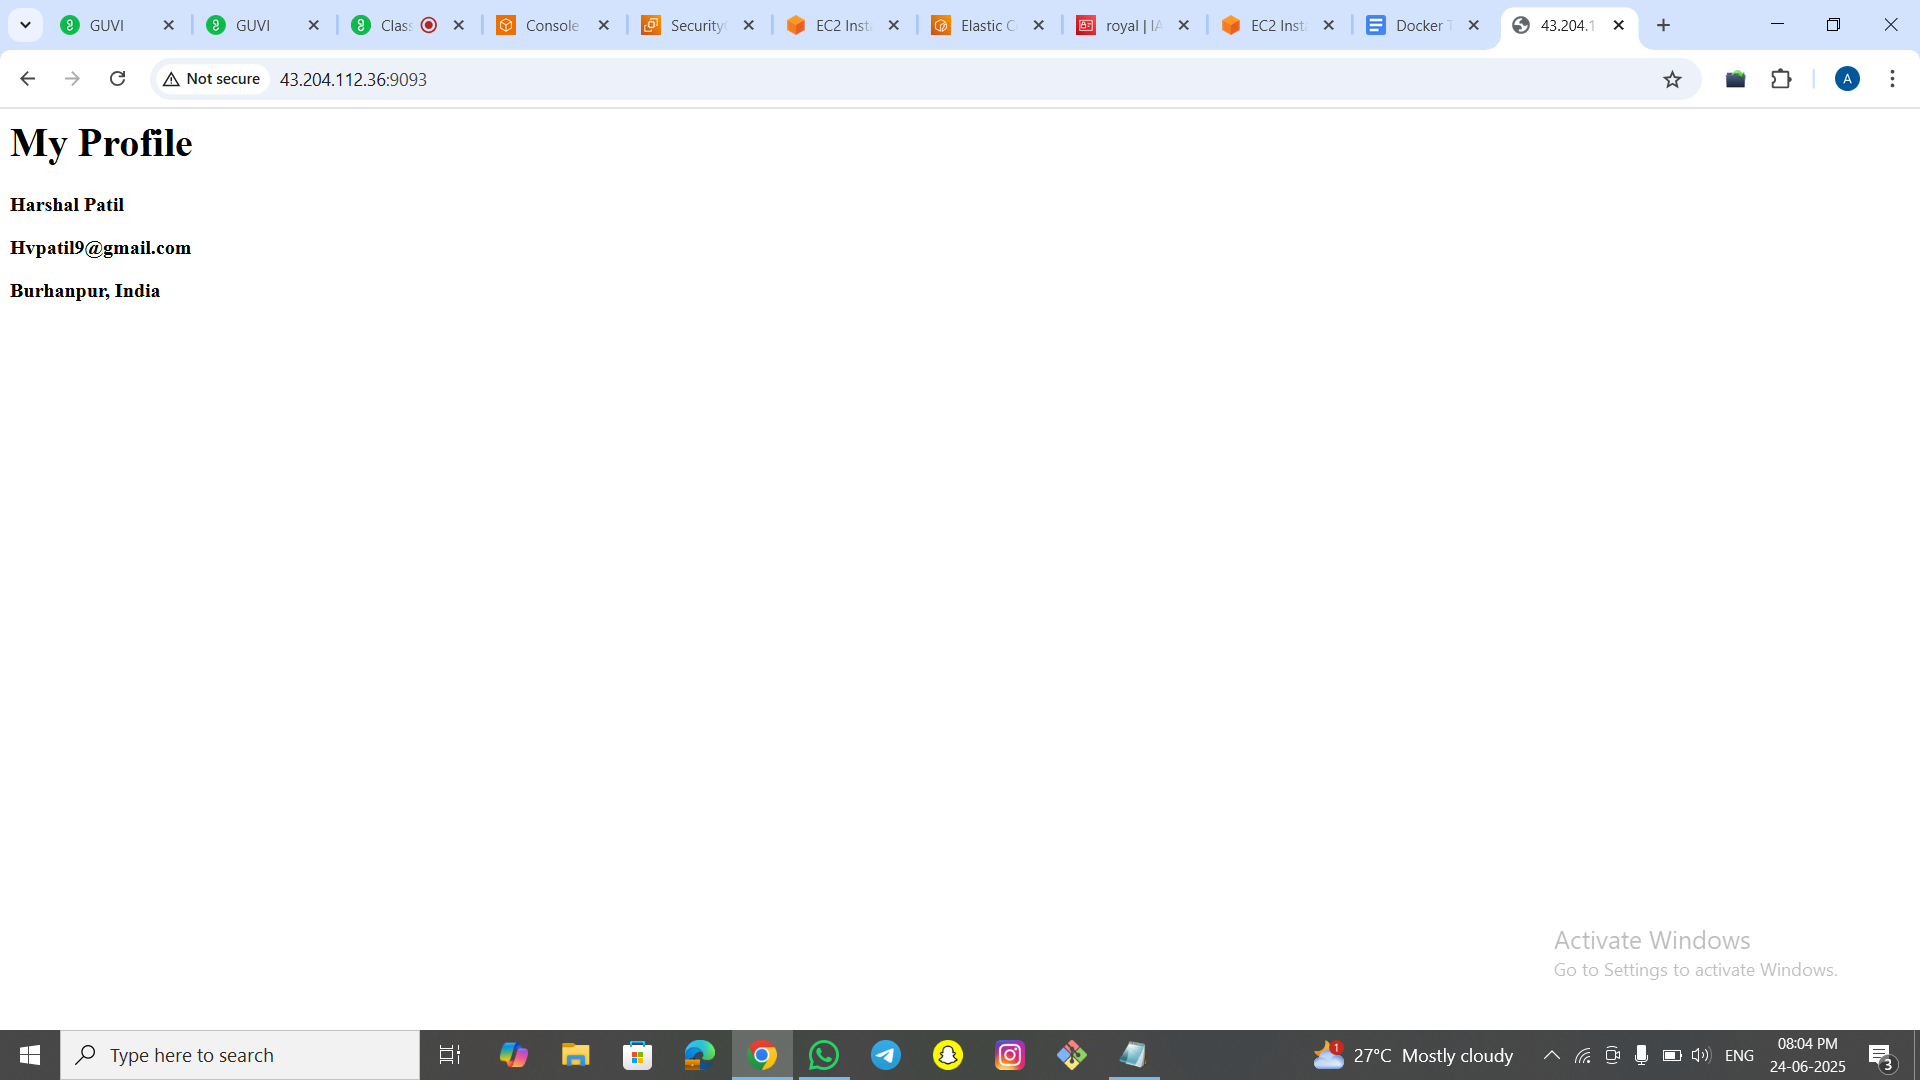 GUVI
GUVI
Class
Console
Security
EC2 Inst
Elastic C
royal | IA
EC2 Inst
Docker T
43.204.1
Not secure
43.204.112.36:9093
A
My Profile
Harshal Patil
Hvpatil9@gmail.com
Burhanpur, India
Activate Windows
Go to Settings to activate Windows.
Type here to search
1
27°C Mostly cloudy
ENG
08:04 PM
24-06-2025
3